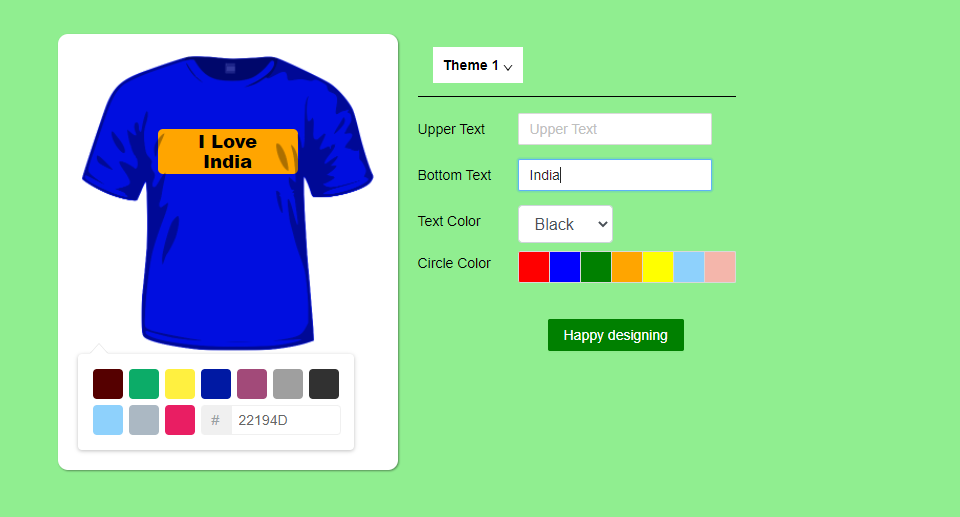 I Love
India
Theme 1
Upper Text
Upper Text
Bottom Text
India
Text Color
Black
Circle Color
Happy designing
#
22194D